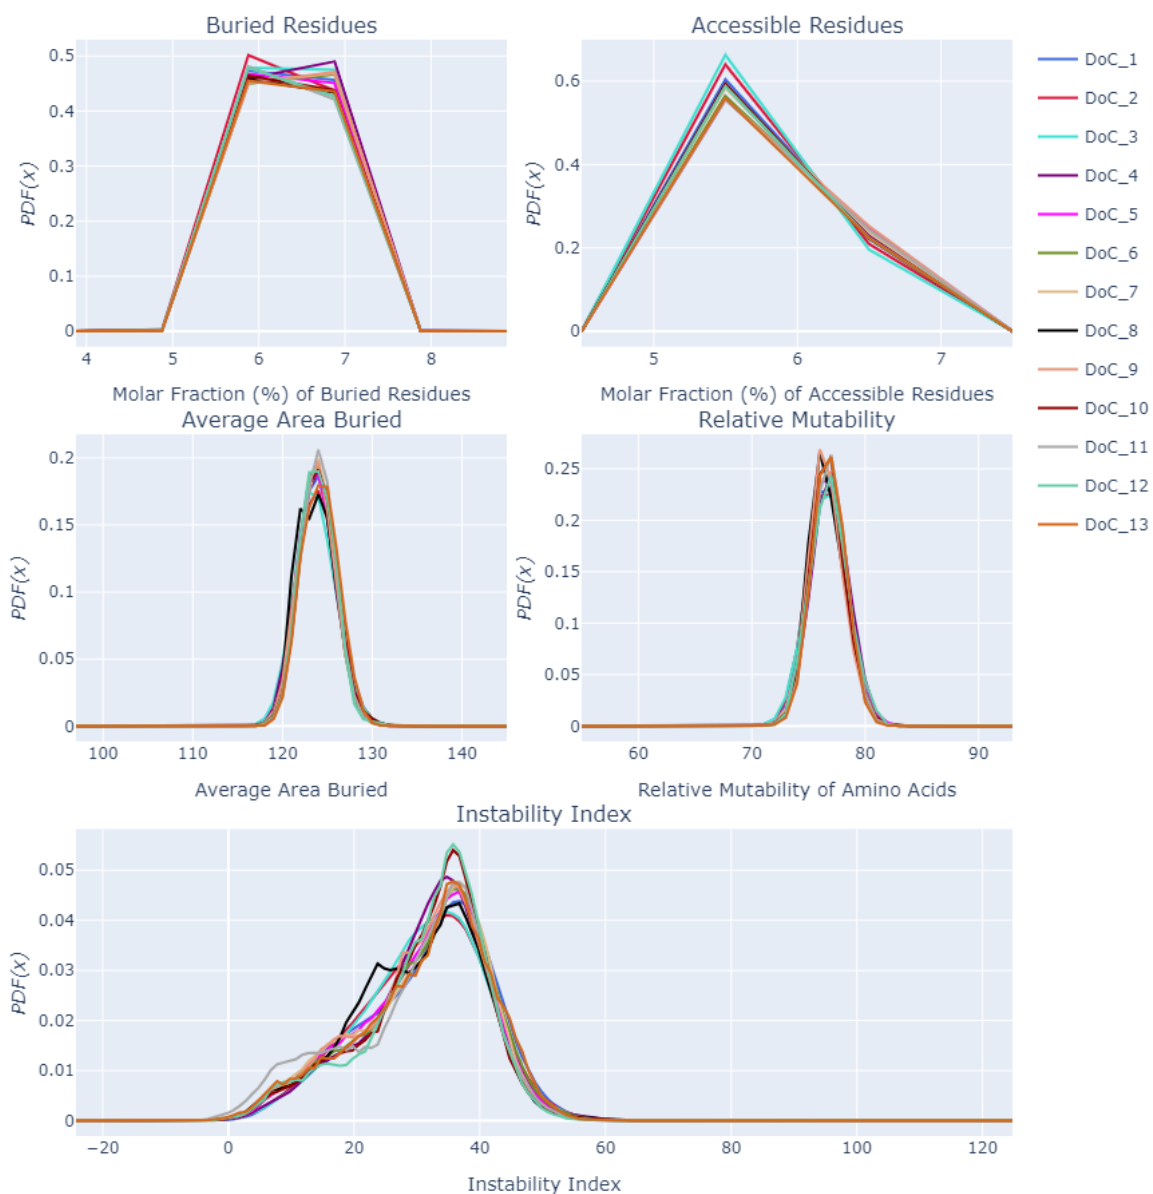 Buried Residues
PDF(x)
0.5
0.4
0.3
0.2
0.1
0
4
5
6
7
8
Molar Fraction (%) of Buried Residues
Accessible Residues
PDF(x)
0.6
0.4
0.2
0
5
6
7
Molar Fraction (%) of Accessible Residues
DoC_1
DoC_2
DoC_3
DoC_4
DoC_5
DoC_6
DoC_7
DoC_8
DoC_9
DoC_10
DoC_11
DoC_12
DoC_13
Average Area Buried
PDF(x)
0.2
0.15
0.1
0.05
0
100
110
120
130
140
Average Area Buried
Relative Mutability
PDF(x)
0.25
0.2
0.15
0.1
0.05
0
60
70
80
90
Relative Mutability of Amino Acids
Instability Index
PDF(x)
0.05
0.04
0.03
0.02
0.01
0
−20
0
20
40
60
80
100
120
Instability Index